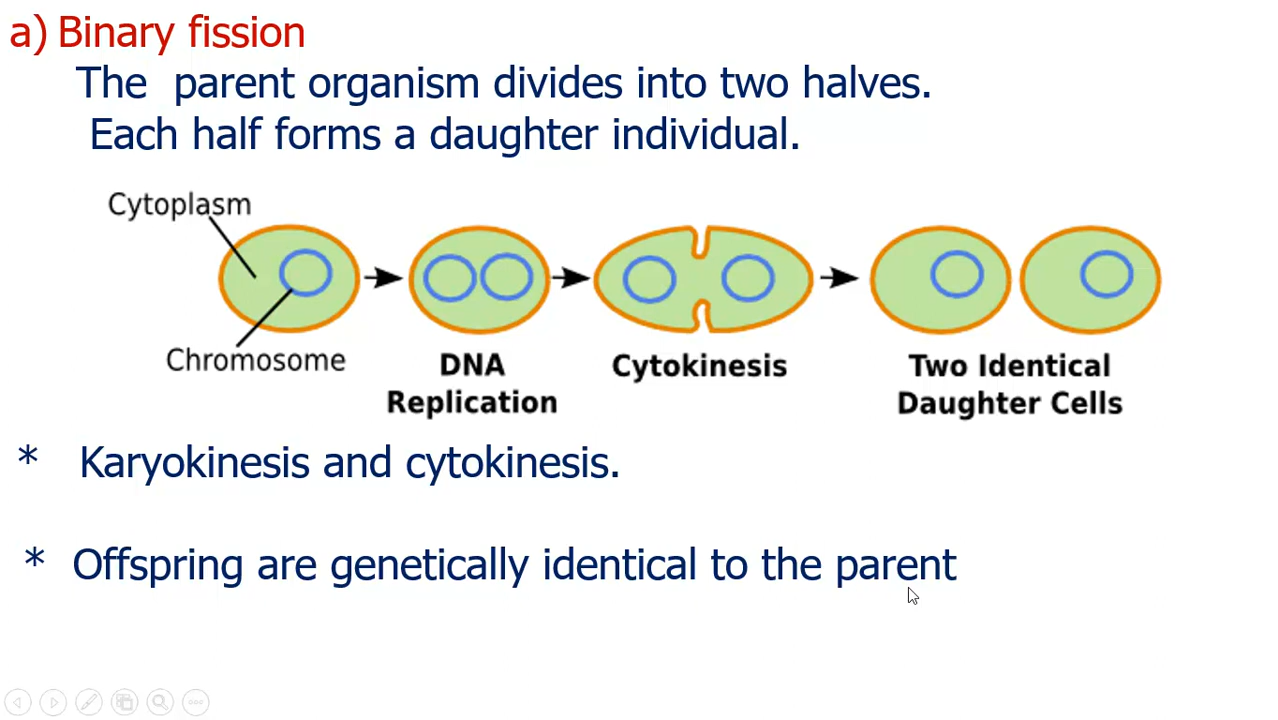 a) Binary fission
The parent organism divides into two halves.
Each half forms a daughter individual.
Cytoplasm
Chromosome
DNA
Replication
Cytokinesis
Two Identical
Daughter Cells
* Karyokinesis and cytokinesis.
* Offspring are genetically identical to the parent